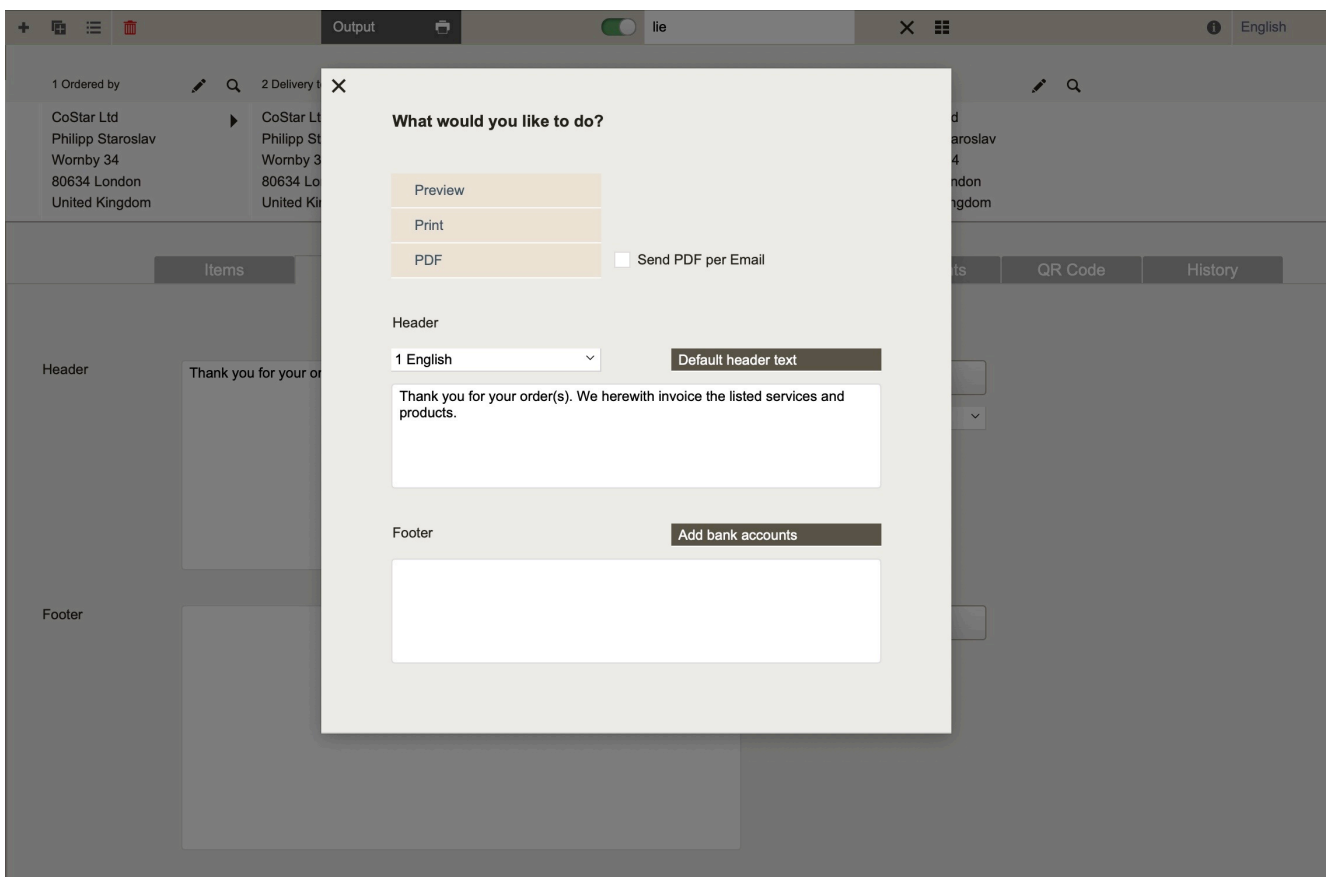 Output
lie
English
1 Ordered by
2 Delivery t
CoStar Ltd
Philipp Staroslav
Wornby 34
80634 London
United Kingdom
CoStar Lt
Philipp St
Wornby 3
80634 Lo
United Kin
d
aroslav
4
ndon
ngdom
What would you like to do?
Preview
Print
PDF
Send PDF per Email
Items
ts
QR Code
History
Header
1 English
Default header text
Thank you for your order(s). We herewith invoice the listed services and
products.
Header
Thank you for your or
Footer
Add bank accounts
Footer